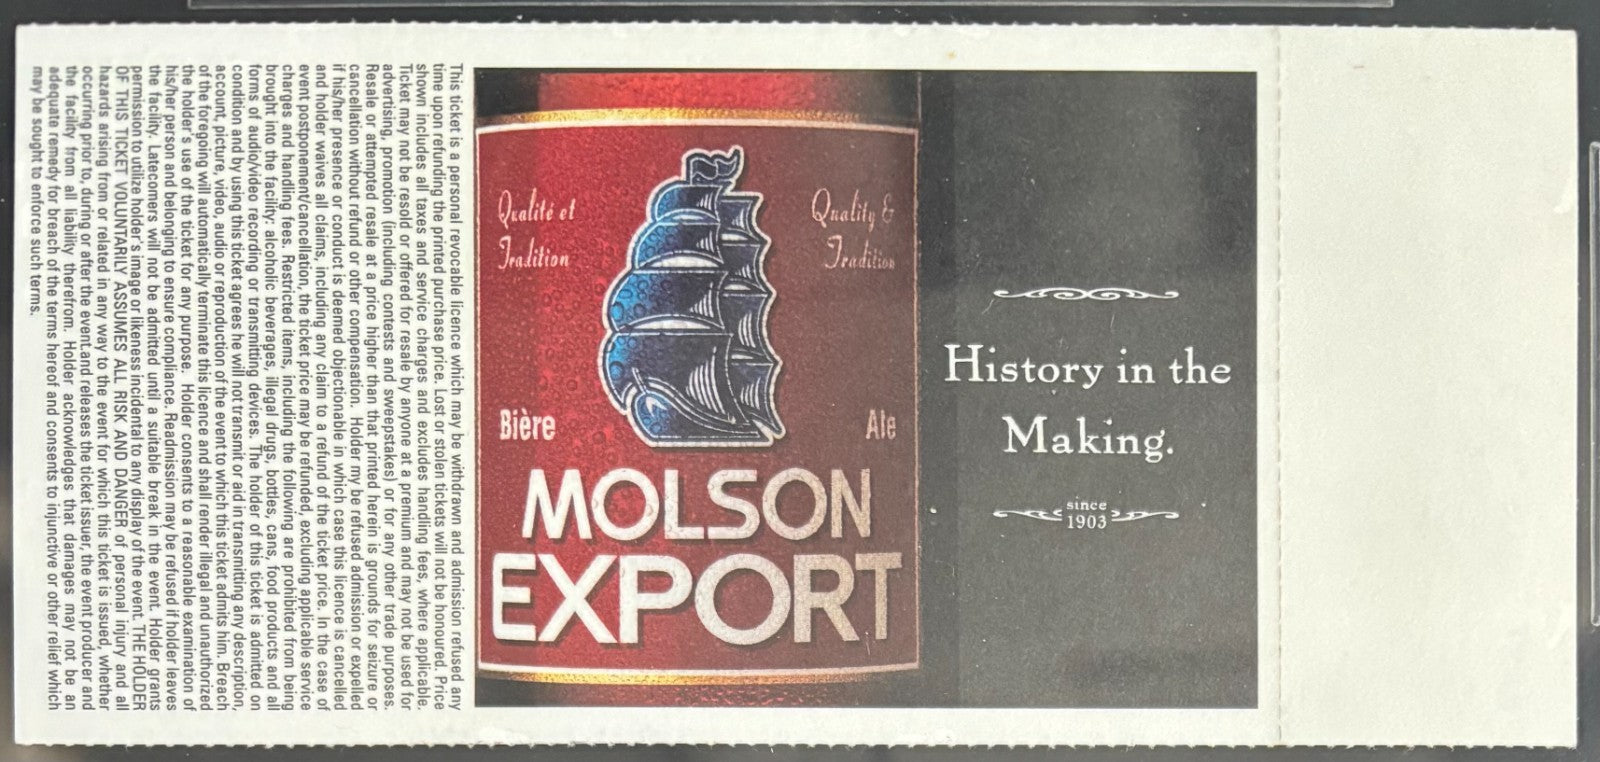 This ticket is a personal revocable licence which may be withdrawn and admission refused any
time upon refunding the printed purchase price. Lost or stolen tickets will not be honoured. Price
shown includes all taxes and service charges and excludes handling fees, where applicable.
Ticket may not be resold or offered for resale by anyone at a premium and may not be used for
advertising, promotion (including contests and sweepstakes) or for any other trade purposes.
Resale or attempted resale at a price higher than that printed herein is grounds for seizure or
cancellation without refund or other compensation. Holder may be refused admission or expelled
if his/her presence or conduct is deemed objectionable in which case this licence is cancelled
and holder waives all claims, including any claim to a refund of the ticket price. In the case of
event postponement/cancellation, the ticket price may be refunded, excluding applicable service
charges and handling fees. Restricted items, including the following are prohibited from being
brought into the facility: alcoholic beverages, illegal drugs, bottles, cans, food products and all
forms of audio/video recording or transmitting devices. The holder of this ticket is admitted on
condition and by using this ticket agrees he will not transmit or aid in transmitting any description,
account, picture, video, audio or reproduction of the event to which this ticket admits him. Breach
of the foregoing will automatically terminate this licence and shall render illegal and unauthorized
the holder's use of the ticket for any purpose. Holder consents to a reasonable examination of
his/her person and belonging to ensure compliance. Readmission may be refused if holder leaves
the facility. Latecomers will not be admitted until a suitable break in the event. Holder grants
permission to utilize holder's image or likeness incidental to any display of the event. THE HOLDER
OF THIS TICKET VOLUNTARILY ASSUMES ALL RISK AND DANGER of personal injury and all
hazards arising from or related in any way to the event for which this ticket is issued, whether
occurring prior to, during or after the event,and releases the ticket issuer, the event producer and
the facility from all liability therefrom. Holder acknowledges that damages may not be an
adequate remedy for breach of the terms hereof and consents to injunctive or other relief which
may be sought to enforce such terms.
Qualité et
Tradition
Quality &
Tradition
Bière
Ale
MOLSON
EXPORT
History in the
Making.
since
1903